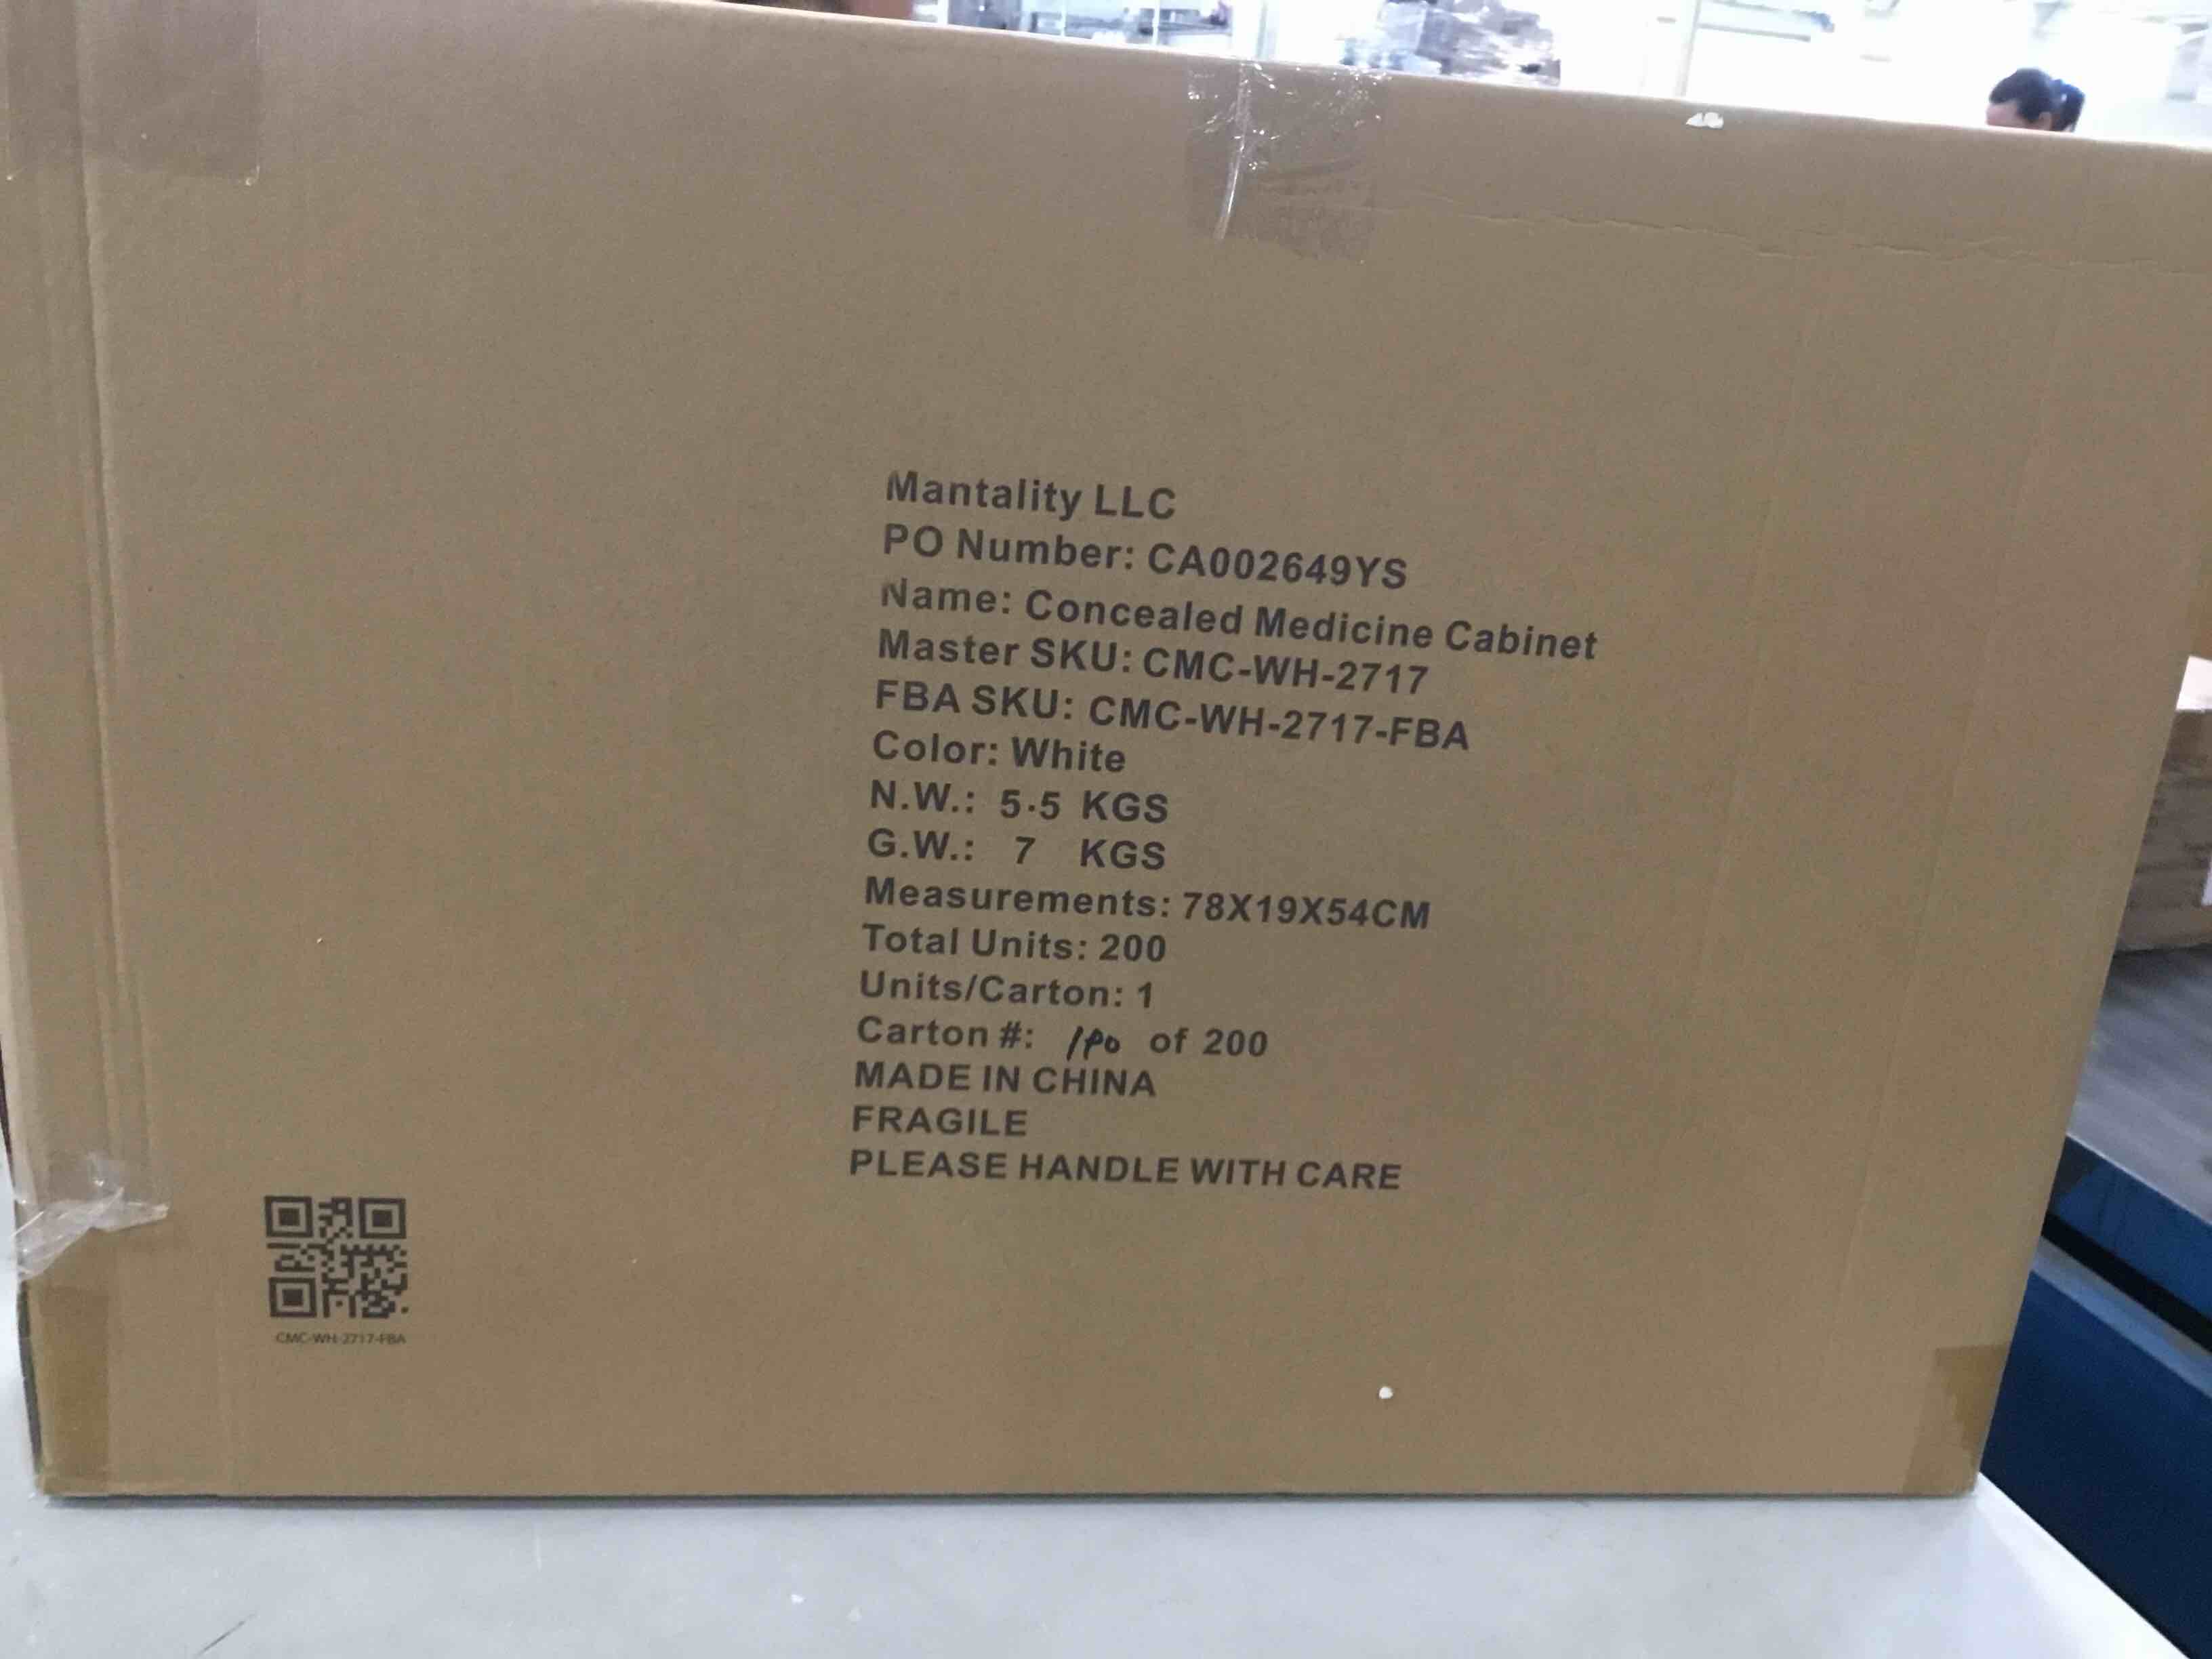 Mantality LLC
PO Number: CA002649YS
Name: Concealed Medicine Cabinet
Master SKU: CMC-WH-2717
FBA SKU: CMC-WH-2717-FBA
Color: White
N.W.: 5.5 KGS
G.W.: 7 KGS
Measurements: 78X19X54CM
Total Units: 200
Units/Carton: 1
Carton #: of 200
MADE IN CHINA
FRAGILE
PLEASE HANDLE WITH CARE
CMC-WH-2717-FBA